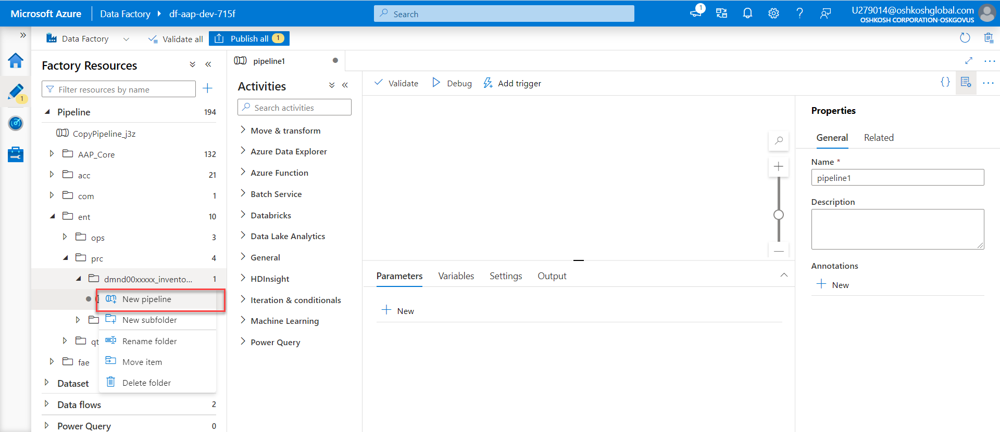 Microsoft Azure
Data Factory
df-aap-dev-715f
Search
1
U279014@oshkoshglobal.com
OSHKOSH CORPORATION-OSKGOVUS
Data Factory
Validate all
Publish all 1
1
Factory Resources
Filter resources by name
Pipeline 194
CopyPipeline_j3z
AAP_Core 132
acc 21
com 1
ent 10
ops 3
prc 4
dmnd00xxxxx_invento... 1
New pipeline
New subfolder
qt
Rename folder
fae
Move item
Dataset
Delete folder
Data flows 2
Power Query 0
pipeline1
Activities
Search activities
Move & transform
Azure Data Explorer
Azure Function
Batch Service
Databricks
Data Lake Analytics
General
HDInsight
Iteration & conditionals
Machine Learning
Power Query
Validate
Debug
Add trigger
{}
Parameters
Variables
Settings
Output
New
Properties
General
Related
Name *
pipeline1
Description
Annotations
New